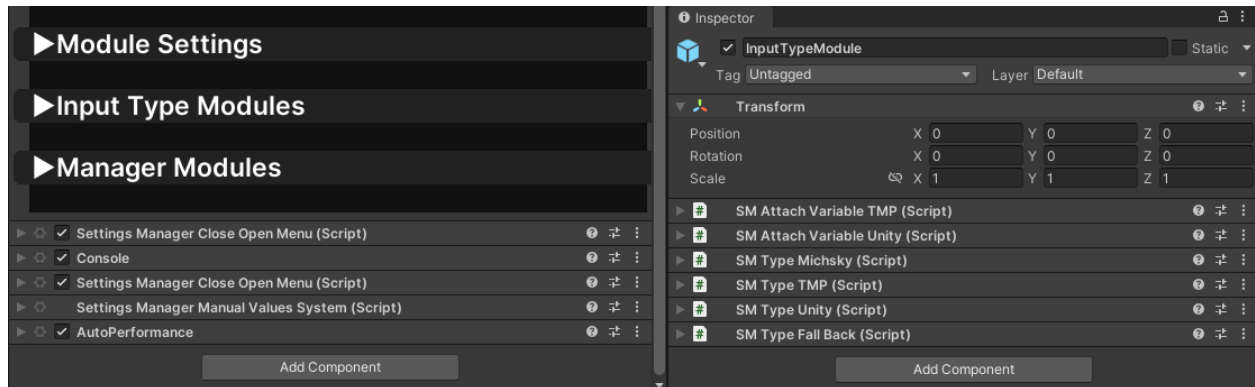 ▶Module Settings
▶Input Type Modules
▶Manager Modules
Settings Manager Close Open Menu (Script)
Console
Settings Manager Close Open Menu (Script)
Settings Manager Manual Values System (Script)
AutoPerformance
Add Component
Inspector
InputTypeModule Static
Tag Untagged Layer Default
Transform
Position X 0 Y 0 Z 0
Rotation X 0 Y 0 Z 0
Scale X 1 Y 1 Z 1
# SM Attach Variable TMP (Script)
# SM Attach Variable Unity (Script)
# SM Type Michsky (Script)
# SM Type TMP (Script)
# SM Type Unity (Script)
# SM Type Fall Back (Script)
Add Component